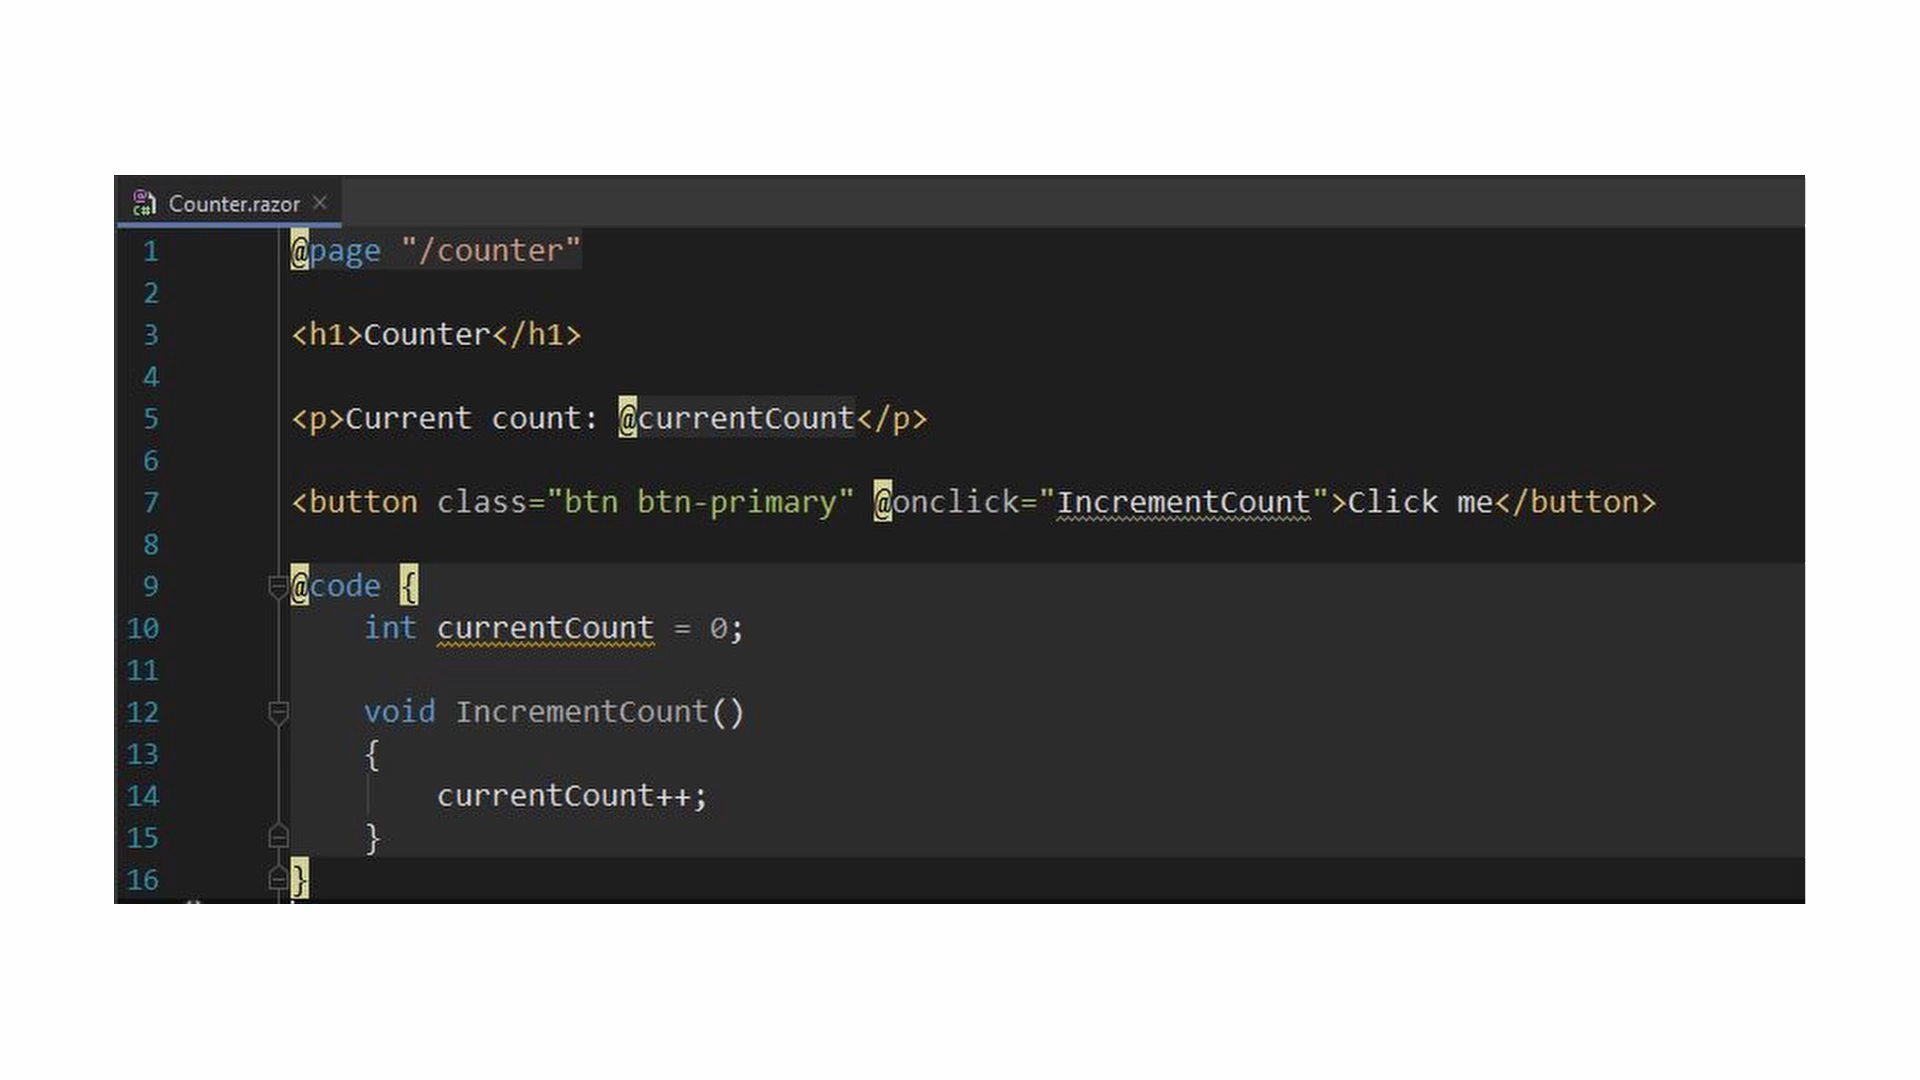 Counter.razor
1 @page "/counter"
2
3 <h1>Counter</h1>
4
5 <p>Current count: @currentCount</p>
6
7 <button class="btn btn-primary" @onclick="IncrementCount">Click me</button>
8
9 @code {
10 int currentCount = 0;
11
12 void IncrementCount()
13 {
14 currentCount++;
15 }
16 }